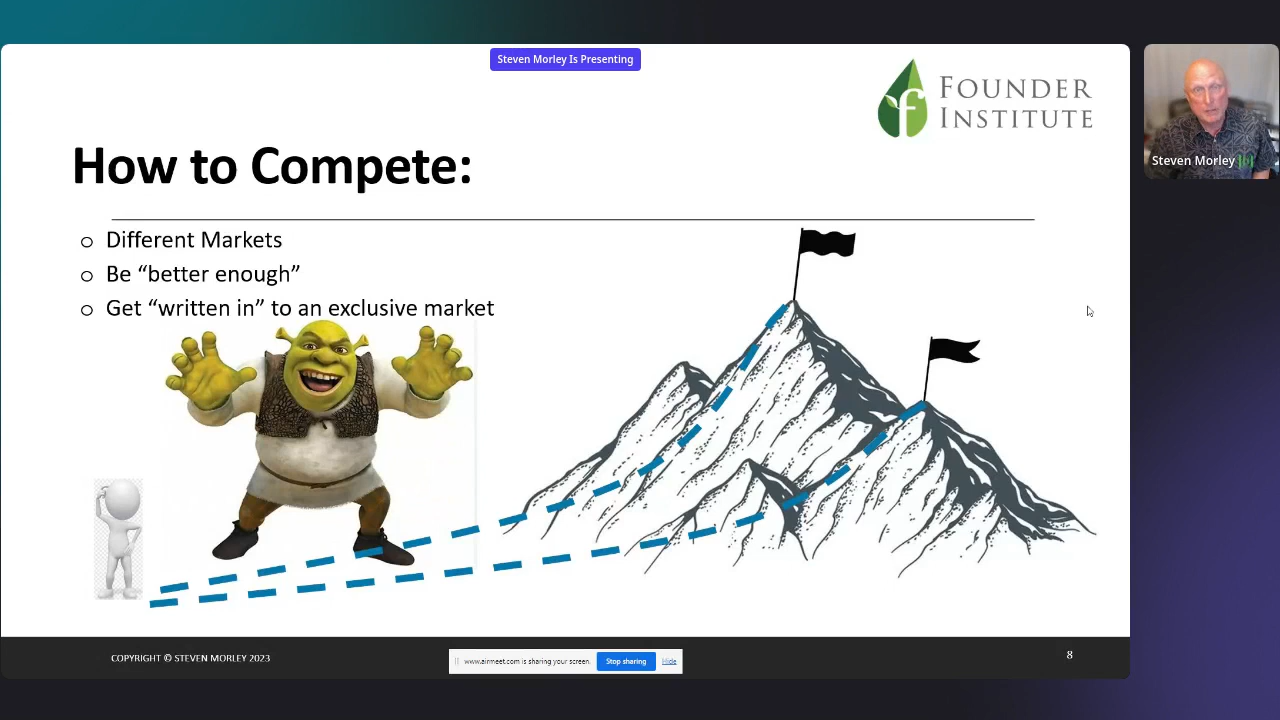 Steven Morley Is Presenting
FOUNDER
INSTITUTE
Steven Morley
How to Compete:
o Different Markets
o Be “better enough”
o Get “written in” to an exclusive market
COPYRIGHT © STEVEN MORLEY 2023
www.airmeet.com is sharing your screen.
Stop sharing
Hide
8